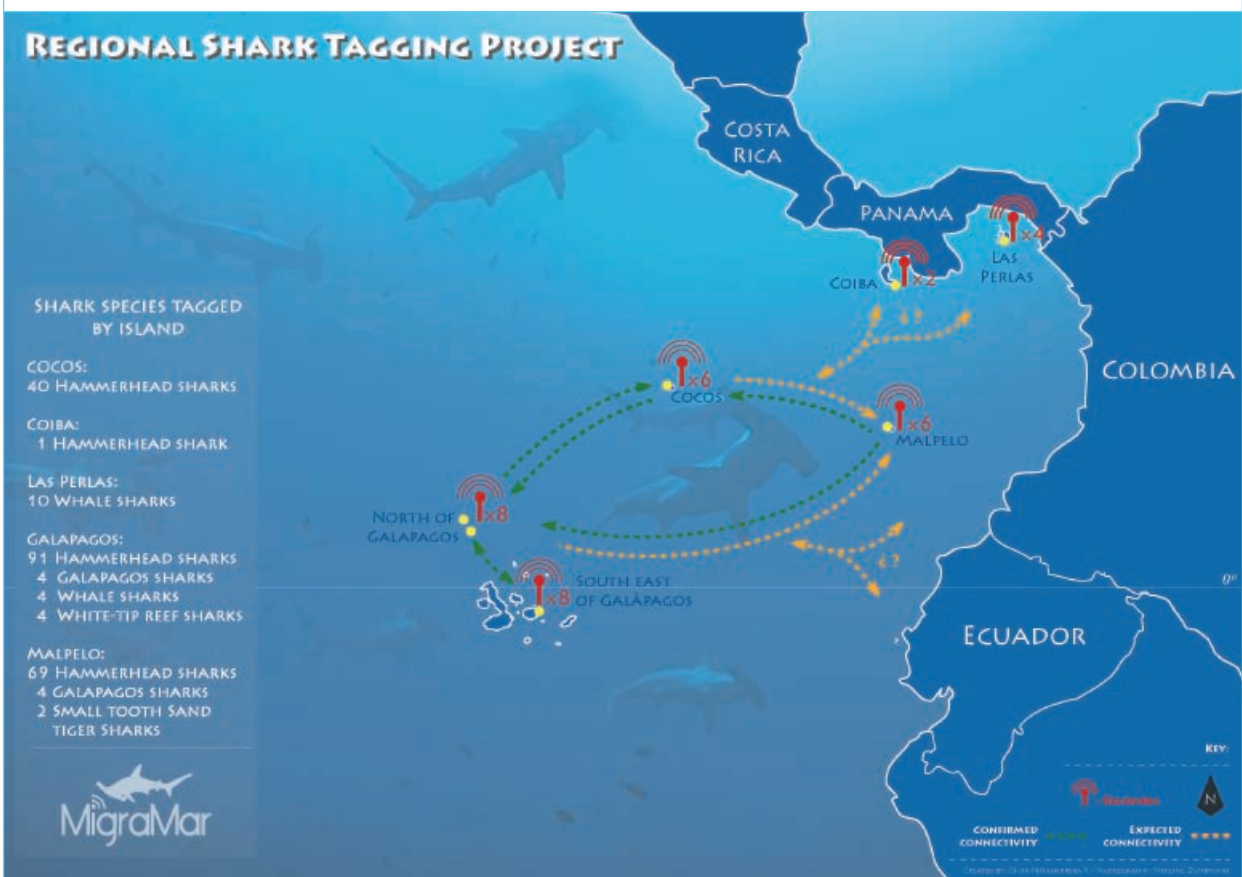 REGIONAL SHARK TAGGING PROJECT
COSTA
RICA
PANAMA
x4
LAS
PERLAS
COIBA
x2
¿?
COLOMBIA
x6
COCOS
x6
MALPELO
x8
NORTH OF
GALAPAGOS
x8
SOUTH EAST
OF GALÁPAGOS
¿?
0°
ECUADOR
SHARK SPECIES TAGGED
BY ISLAND
COCOS:
40 HAMMERHEAD SHARKS
COIBA:
1 HAMMERHEAD SHARK
LAS PERLAS:
10 WHALE SHARKS
GALAPAGOS:
91 HAMMERHEAD SHARKS
4 GALAPAGOS SHARKS
4 WHALE SHARKS
4 WHITE-TIP REEF SHARKS
MALPELO:
69 HAMMERHEAD SHARKS
4 GALAPAGOS SHARKS
2 SMALL TOOTH SAND
TIGER SHARKS
MigraMar
KEY:
N
CONFIRMED
CONNECTIVITY
EXPECTED
CONNECTIVITY